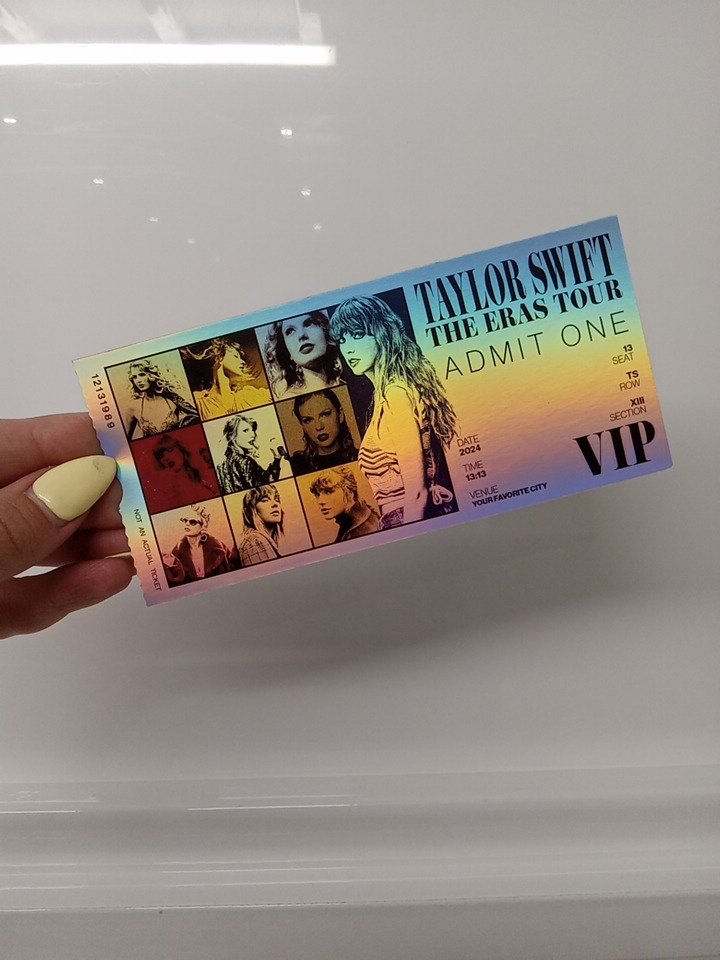 12131989
NOT AN ACTUAL TICKET
TAYLOR SWIFT
THE ERAS TOUR
ADMIT ONE
13
SEAT
TS
ROW
XIII
SECTION
DATE
2024
TIME
13:13
VENUE
YOUR FAVORITE CITY
VIP